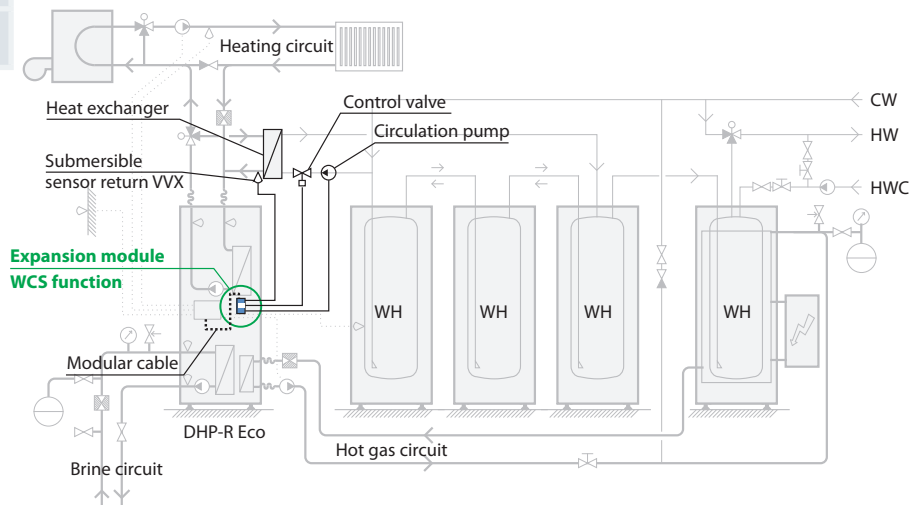 Heating circuit
Heat exchanger
Control valve
CW
Circulation pump
HW
Submersible
sensor return VVX
HWC
Expansion module
WCS function
WH
WH
WH
WH
Modular cable
DHP-R Eco
Hot gas circuit
Brine circuit